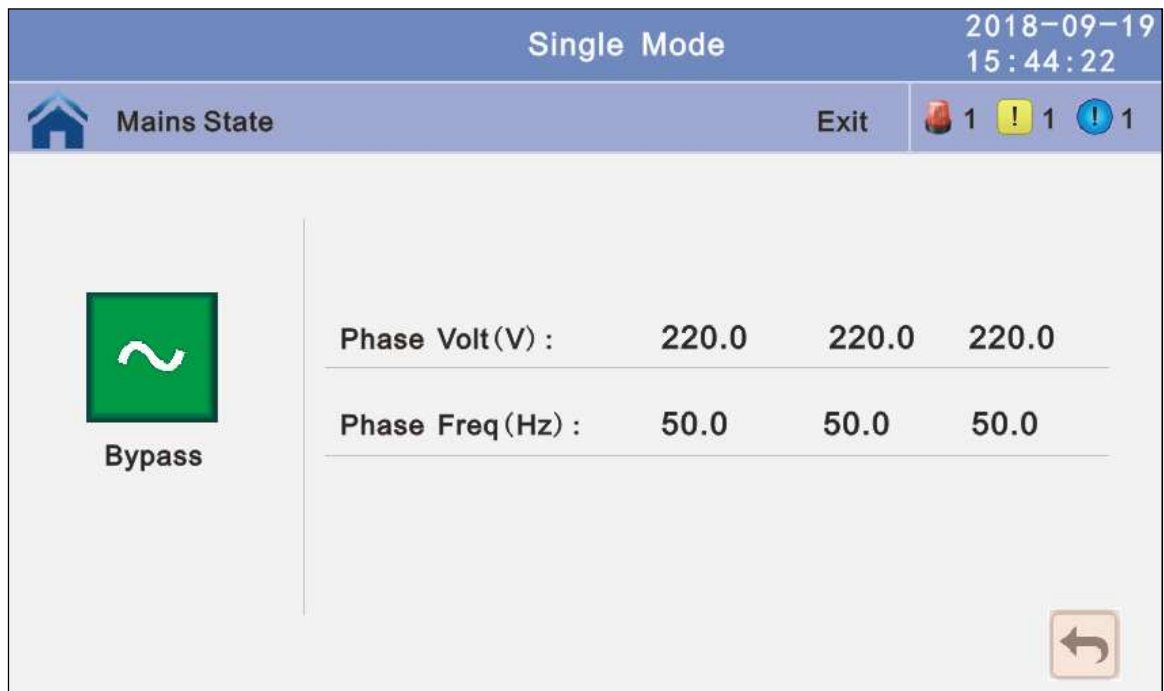 Single Mode
2018-09-19
15:44:22
Mains State Exit 1 ! 1 ! 1
Phase Volt(V): 220.0 220.0 220.0
Phase Freq(Hz): 50.0 50.0 50.0
Bypass